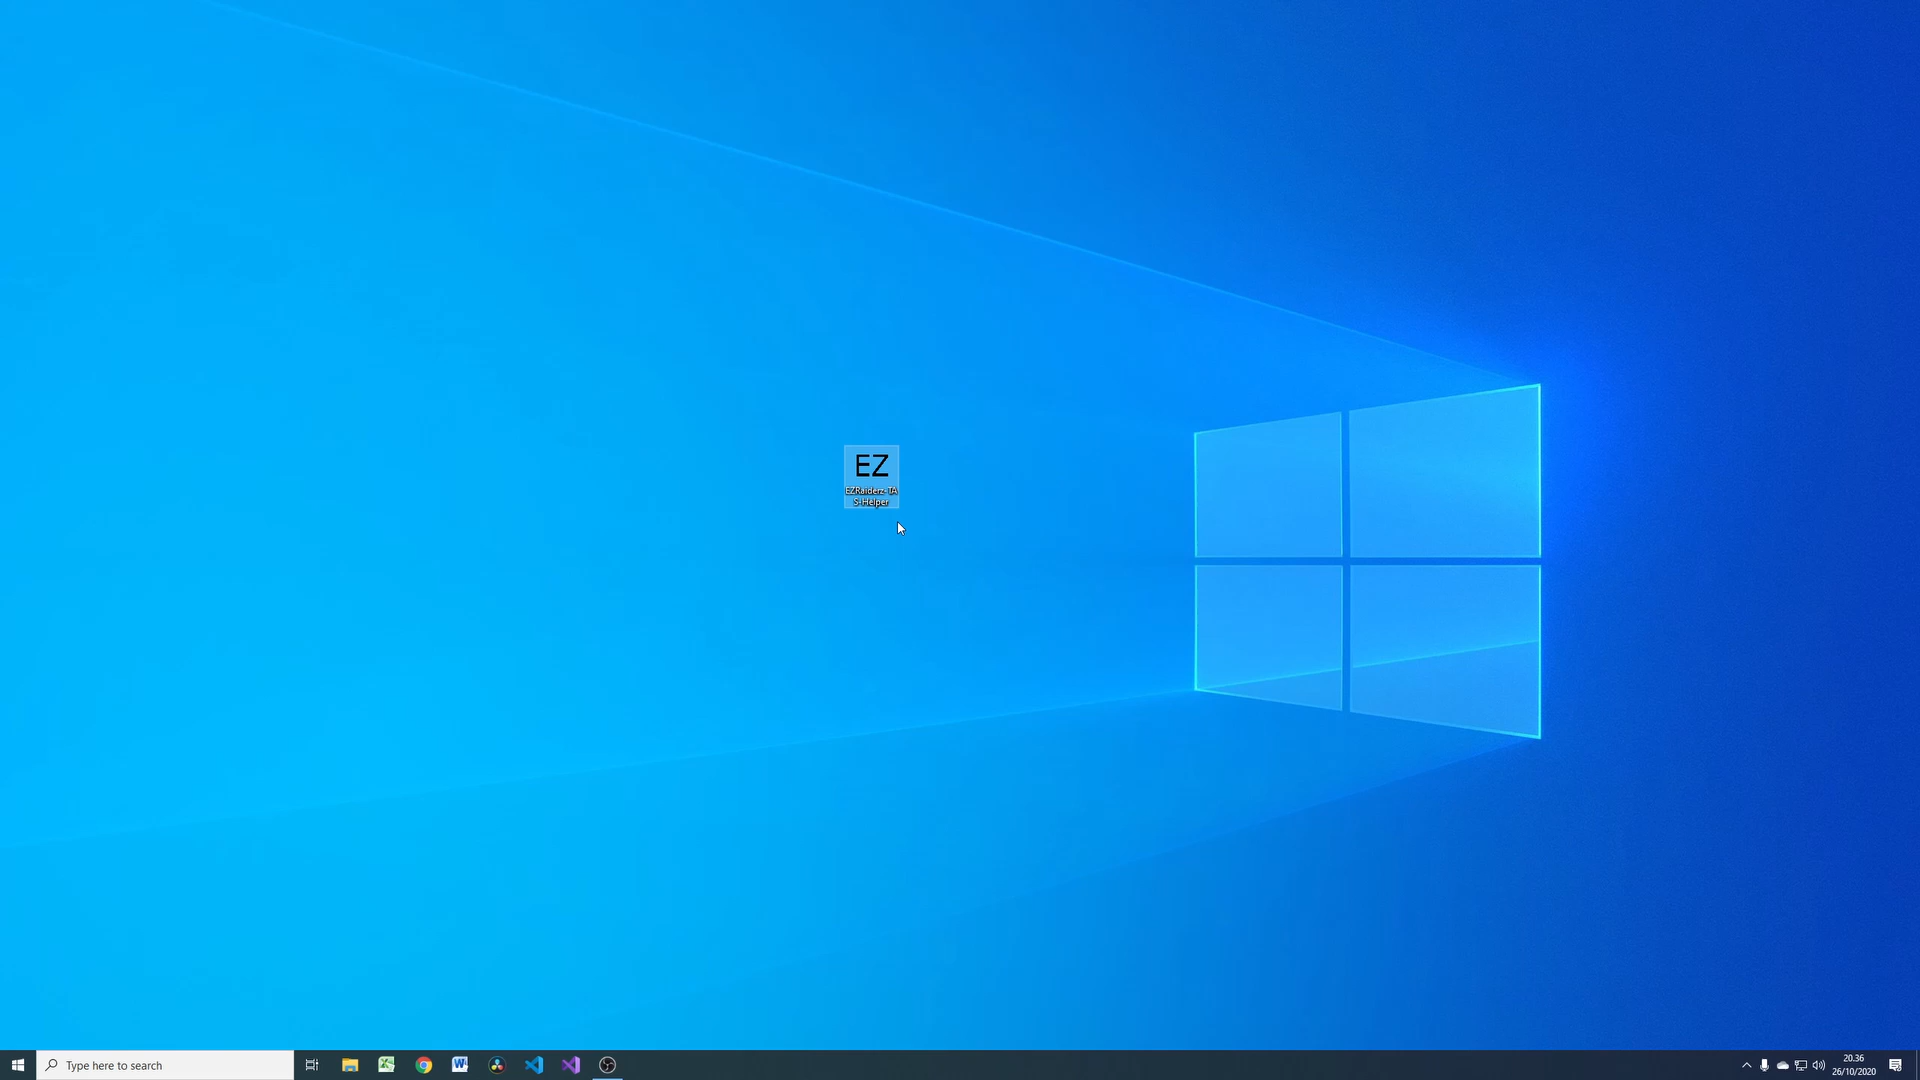 EZ
EZRaiderz-TA
S-Helper
Type here to search
20.36
26/10/2020